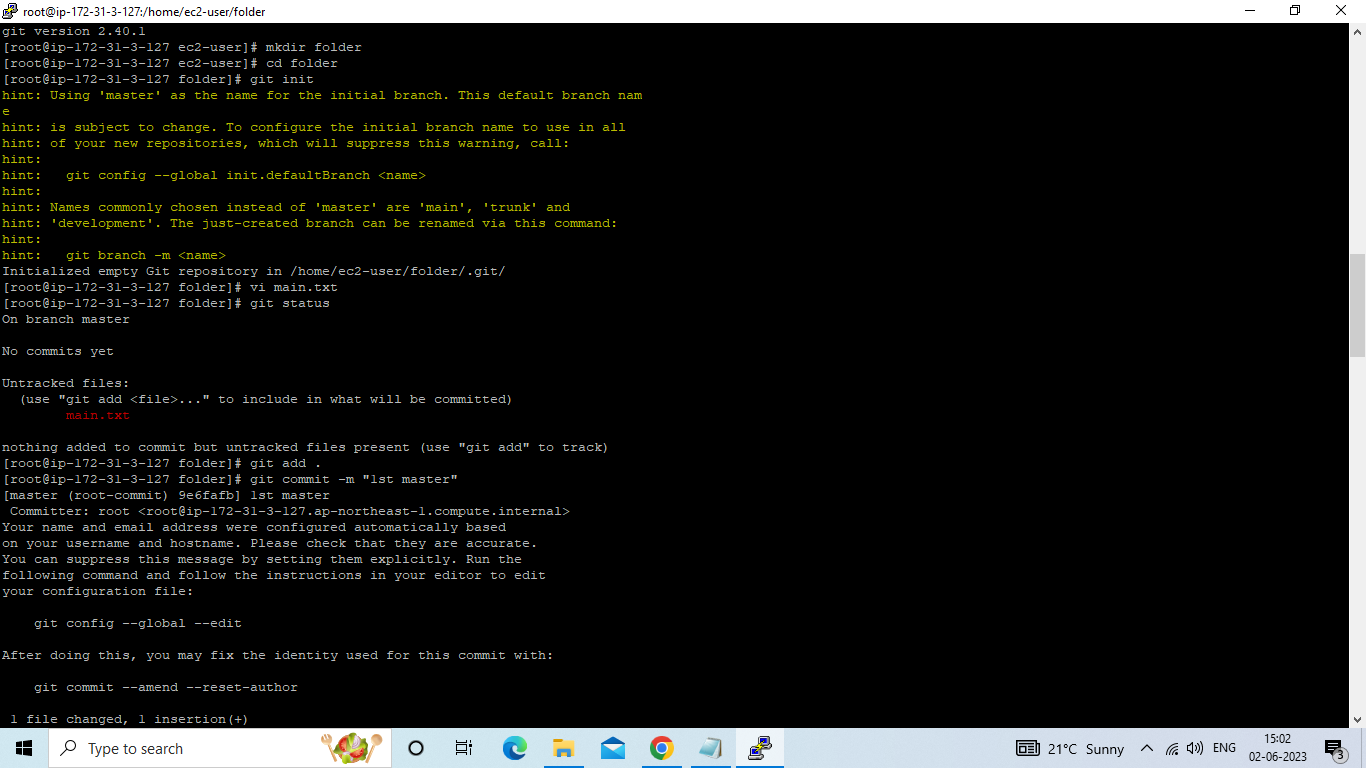 root@ip-172-31-3-127:/home/ec2-user/folder
git version 2.40.1
[root@ip-172-31-3-127 ec2-user]# mkdir folder
[root@ip-172-31-3-127 ec2-user]# cd folder
[root@ip-172-31-3-127 folder]# git init
hint: Using 'master' as the name for the initial branch. This default branch nam
e
hint: is subject to change. To configure the initial branch name to use in all
hint: of your new repositories, which will suppress this warning, call:
hint:
hint:   git config --global init.defaultBranch <name>
hint:
hint: Names commonly chosen instead of 'master' are 'main', 'trunk' and
hint: 'development'. The just-created branch can be renamed via this command:
hint:
hint:   git branch -m <name>
Initialized empty Git repository in /home/ec2-user/folder/.git/
[root@ip-172-31-3-127 folder]# vi main.txt
[root@ip-172-31-3-127 folder]# git status
On branch master
No commits yet
Untracked files:
  (use "git add <file>..." to include in what will be committed)
        main.txt
nothing added to commit but untracked files present (use "git add" to track)
[root@ip-172-31-3-127 folder]# git add .
[root@ip-172-31-3-127 folder]# git commit -m "1st master"
[master (root-commit) 9e6fafb] 1st master
 Committer: root <root@ip-172-31-3-127.ap-northeast-1.compute.internal>
Your name and email address were configured automatically based
on your username and hostname. Please check that they are accurate.
You can suppress this message by setting them explicitly. Run the
following command and follow the instructions in your editor to edit
your configuration file:
    git config --global --edit
After doing this, you may fix the identity used for this commit with:
    git commit --amend --reset-author
 1 file changed, 1 insertion(+)
Type to search
21°C Sunny
ENG
15:02
02-06-2023
3